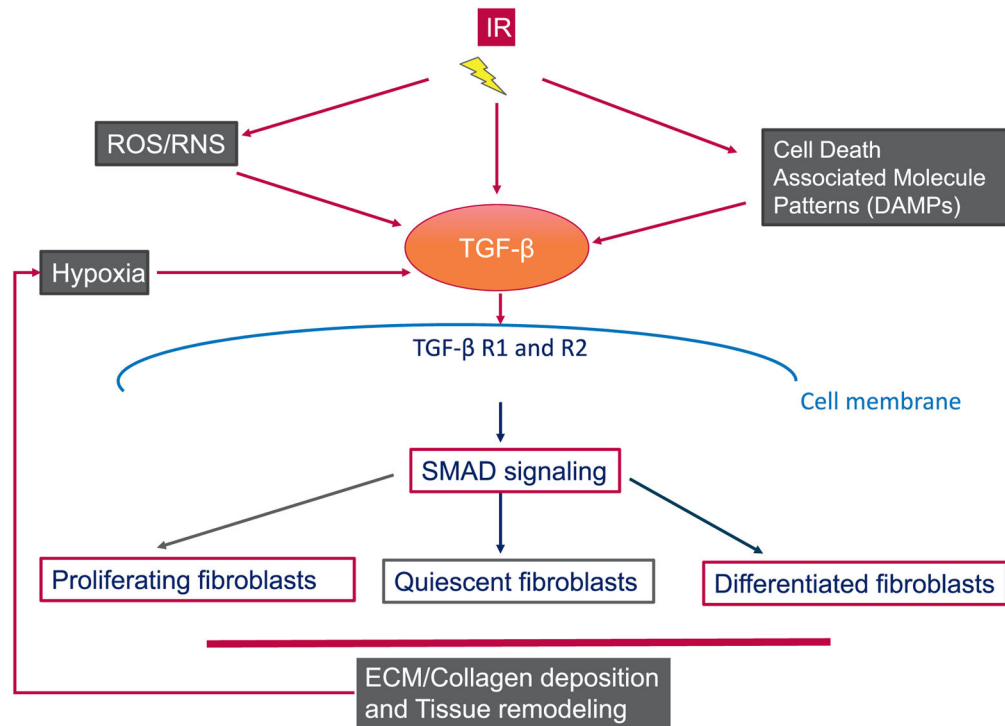 IR
ROS/RNS
Cell Death
Associated Molecule
Patterns (DAMPs)
TGF-β
Hypoxia
TGF-β R1 and R2
Cell membrane
SMAD signaling
Proliferating fibroblasts
Quiescent fibroblasts
Differentiated fibroblasts
ECM/Collagen deposition
and Tissue remodeling